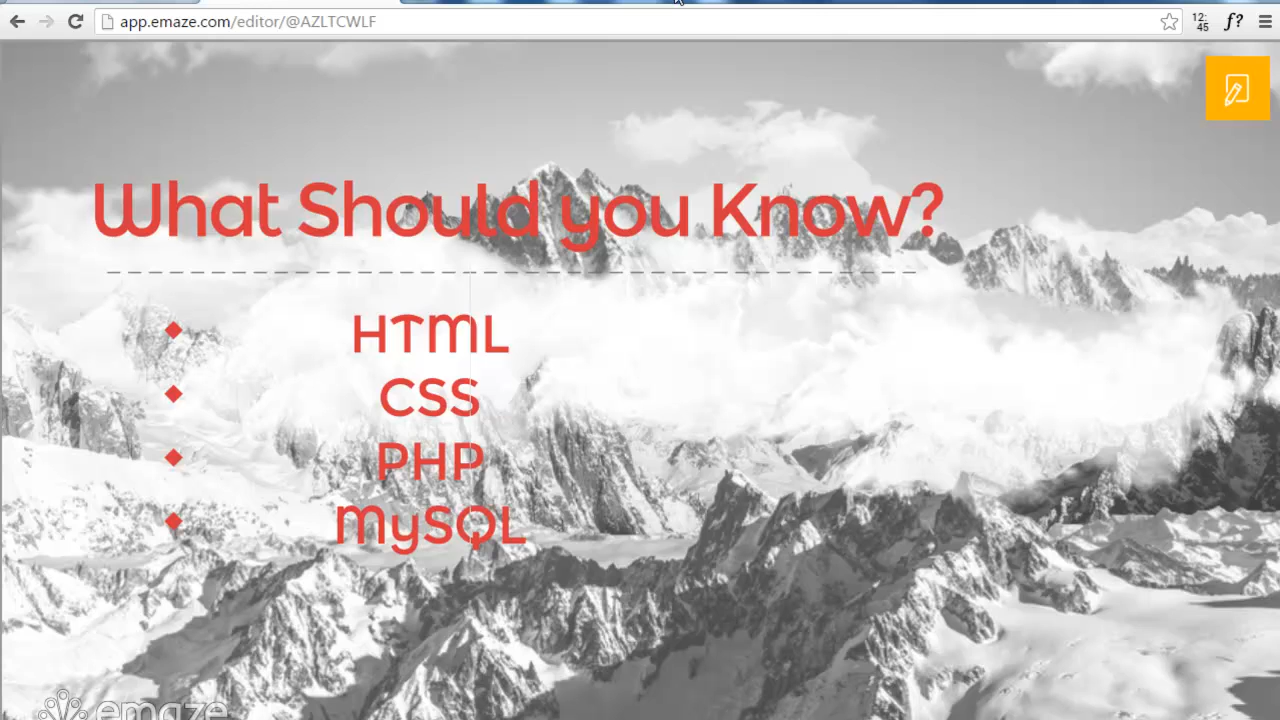 app.emaze.com/editor/@AZLTCWLF
12:
45
f?
What Should you Know?
HTML
CSS
PHP
MySQL
emaze